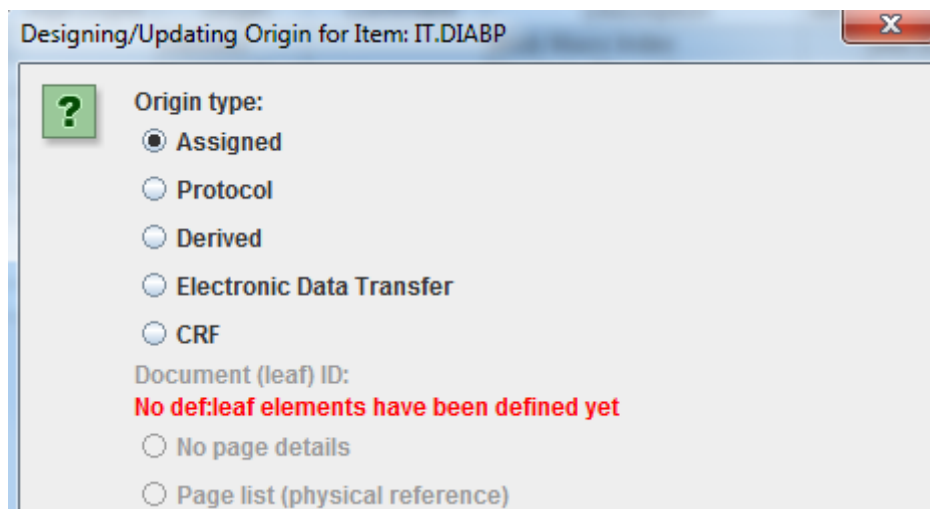 Designing/Updating Origin for Item: IT.DIABP
Origin type:
Assigned
Protocol
Derived
Electronic Data Transfer
CRF
Document (leaf) ID:
No def:leaf elements have been defined yet
No page details
Page list (physical reference)